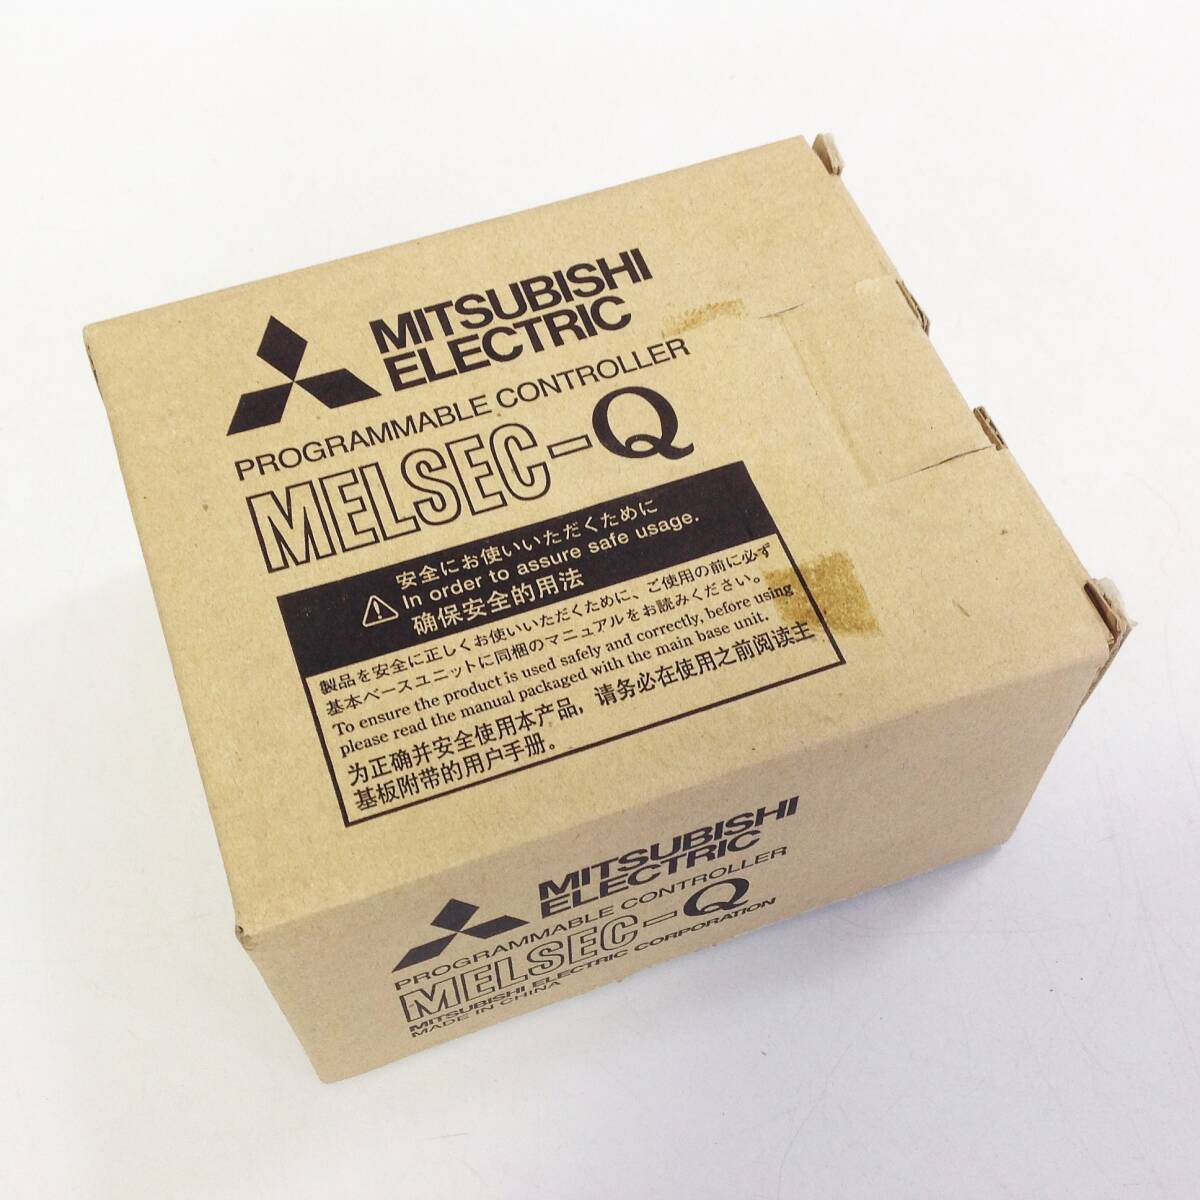 MITSUBISHI
ELECTRIC
PROGRAMMABLE CONTROLLER
MELSEC-Q
安全にお使いいただくために
In order to assure safe usage.
确保安全的用法
製品を安全に正しくお使いいただくために、ご使用の前に必ず
基本ベースユニットに同梱のマニュアルをお読みください。
To ensure the product is used safely and correctly, before using
please read the manual packaged with the main base unit.
为正确并安全使用本产品，请务必在使用之前阅读主
基板附带的用户手册。
MITSUBISHI
ELECTRIC
PROGRAMMABLE CONTROLLER
MELSEC-Q
MITSUBISHI ELECTRIC CORPORATION
MADE IN CHINA